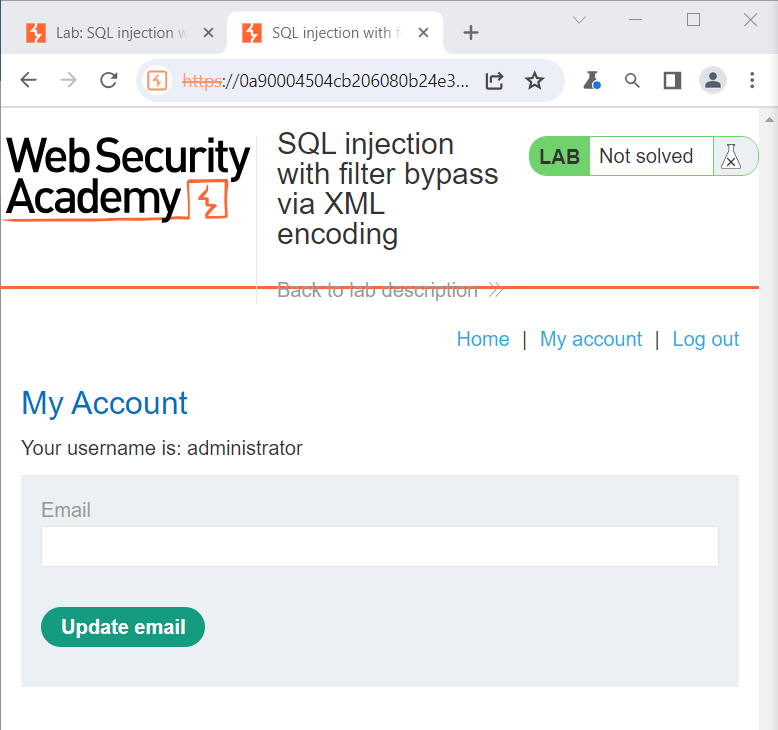 Lab: SQL injection w
SQL injection with f
https://0a90004504cb206080b24e3...
Web Security
Academy
SQL injection
with filter bypass
via XML
encoding
LAB Not solved
Back to lab description
Home | My account | Log out
My Account
Your username is: administrator
Email
Update email